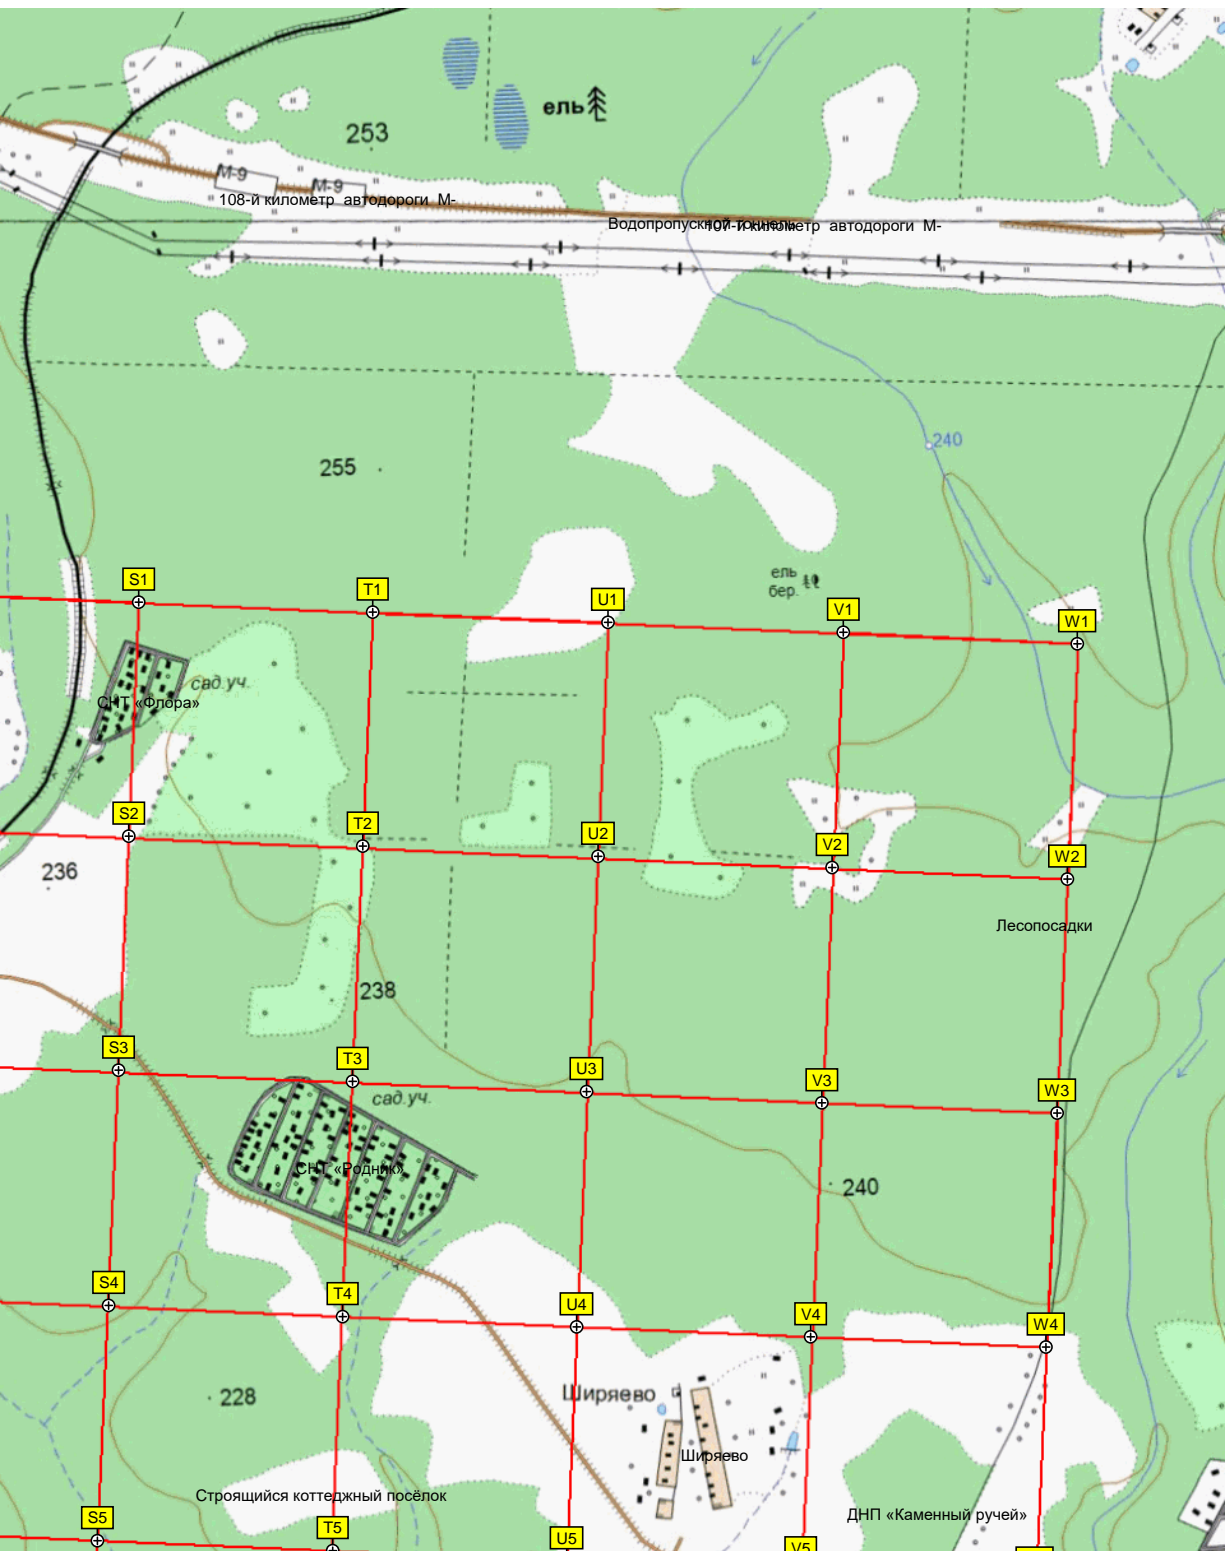 ель
253
М-9
М-9
108-й километр автодороги М-
Водопропускной тоннель
107-й километр автодороги М-
240
255
ель
бер.
S1
T1
U1
V1
W1
сад.уч.
СНТ «Флора»
S2
T2
U2
V2
W2
236
Лесопосадки
238
S3
T3
U3
V3
W3
сад.уч.
СНТ «Родник»
240
S4
T4
U4
V4
W4
228
Ширяево
Ширяево
Строящийся коттеджный посёлок
ДНП «Каменный ручей»
S5
T5
U5
V5